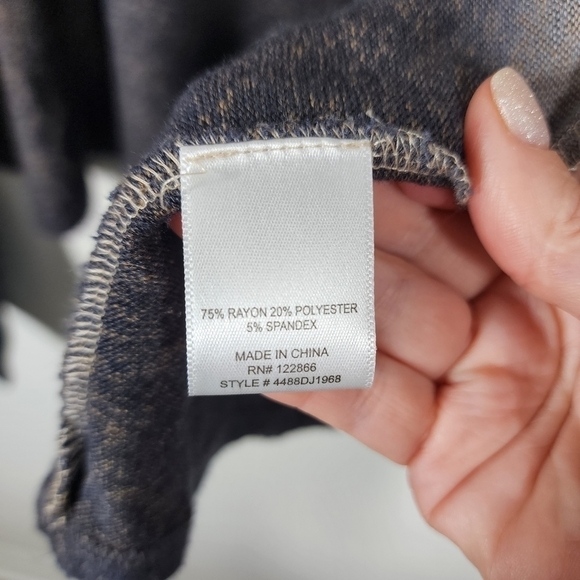 75% RAYON 20% POLYESTER
5% SPANDEX
MADE IN CHINA
RN# 122866
STYLE # 4488DJ1968